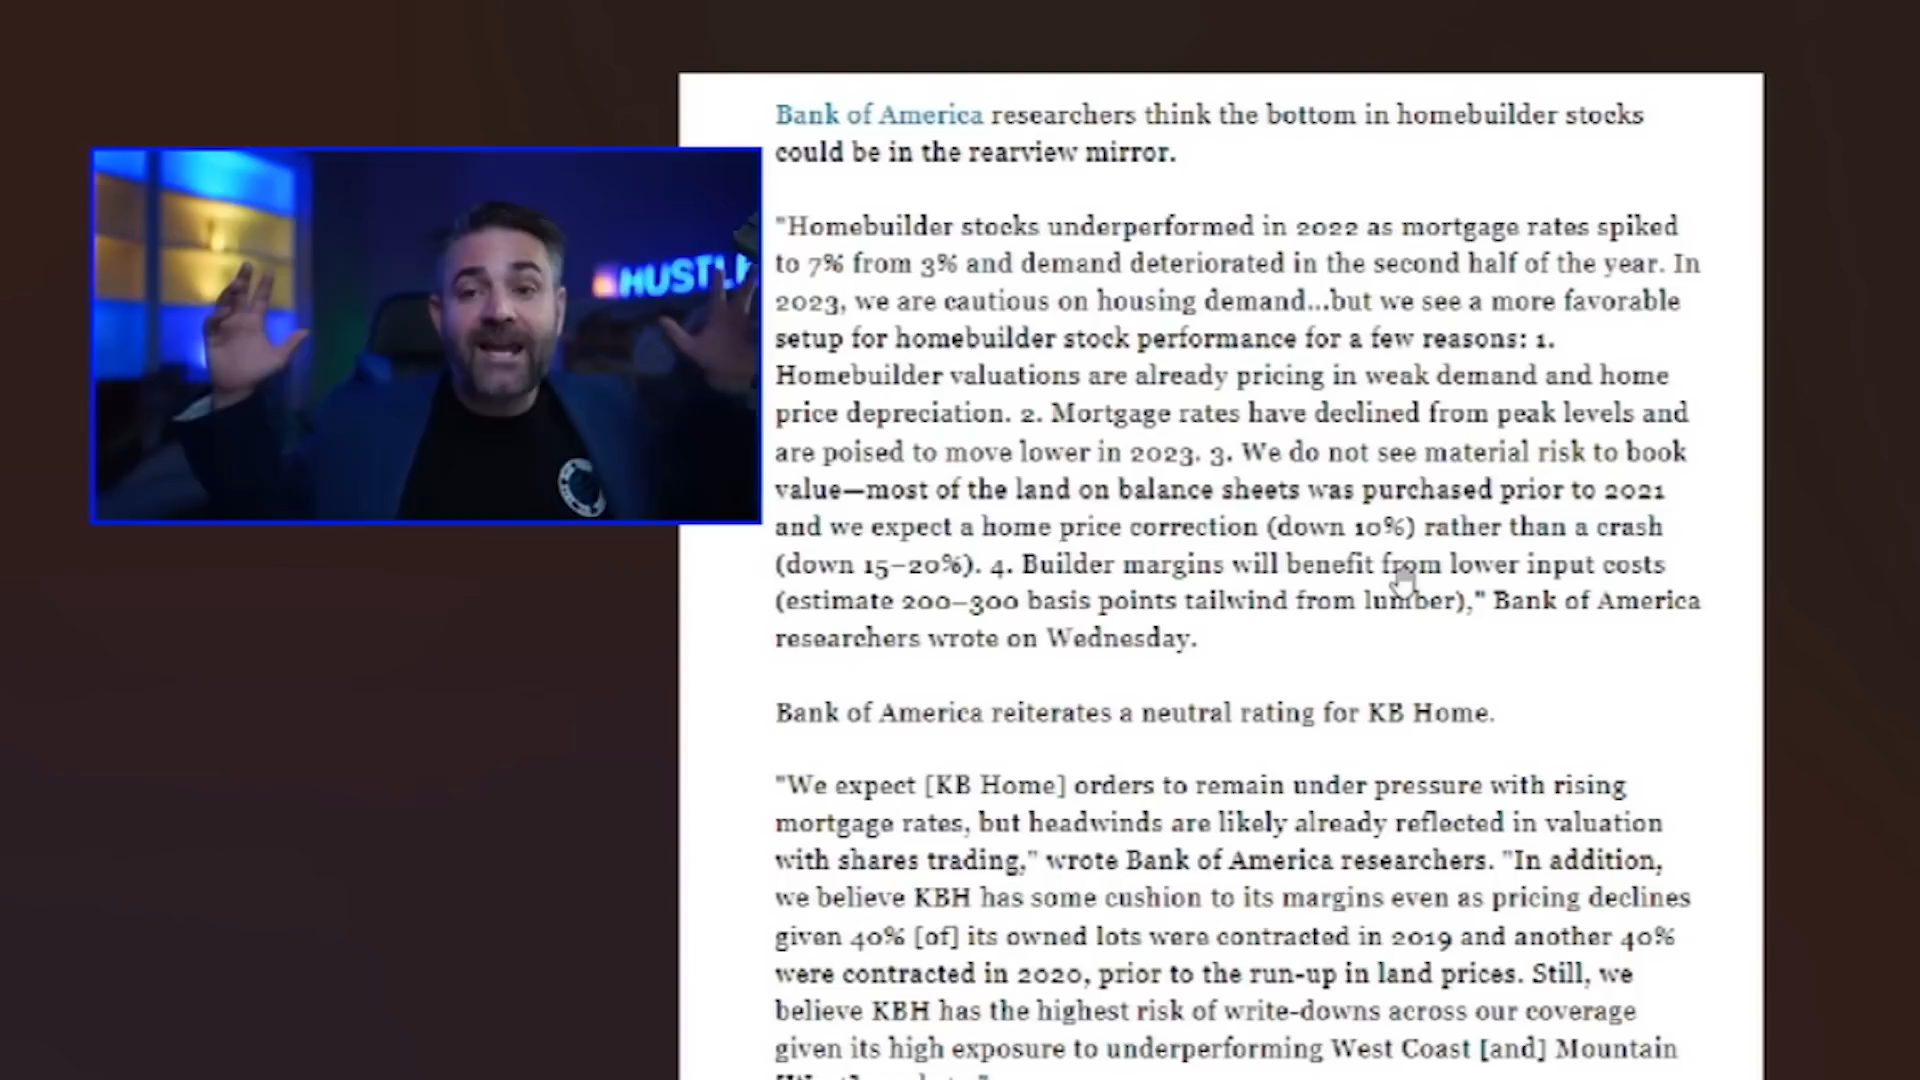 Bank of America researchers think the bottom in homebuilder stocks
could be in the rearview mirror.
HUSTL
"Homebuilder stocks underperformed in 2022 as mortgage rates spiked
to 7% from 3% and demand deteriorated in the second half of the year. In
2023, we are cautious on housing demand...but we see a more favorable
setup for homebuilder stock performance for a few reasons: 1.
Homebuilder valuations are already pricing in weak demand and home
price depreciation. 2. Mortgage rates have declined from peak levels and
are poised to move lower in 2023. 3. We do not see material risk to book
value—most of the land on balance sheets was purchased prior to 2021
and we expect a home price correction (down 10%) rather than a crash
(down 15–20%). 4. Builder margins will benefit from lower input costs
(estimate 200–300 basis points tailwind from lumber)," Bank of America
researchers wrote on Wednesday.
Bank of America reiterates a neutral rating for KB Home.
"We expect [KB Home] orders to remain under pressure with rising
mortgage rates, but headwinds are likely already reflected in valuation
with shares trading," wrote Bank of America researchers. "In addition,
we believe KBH has some cushion to its margins even as pricing declines
given 40% [of] its owned lots were contracted in 2019 and another 40%
were contracted in 2020, prior to the run-up in land prices. Still, we
believe KBH has the highest risk of write-downs across our coverage
given its high exposure to underperforming West Coast [and] Mountain